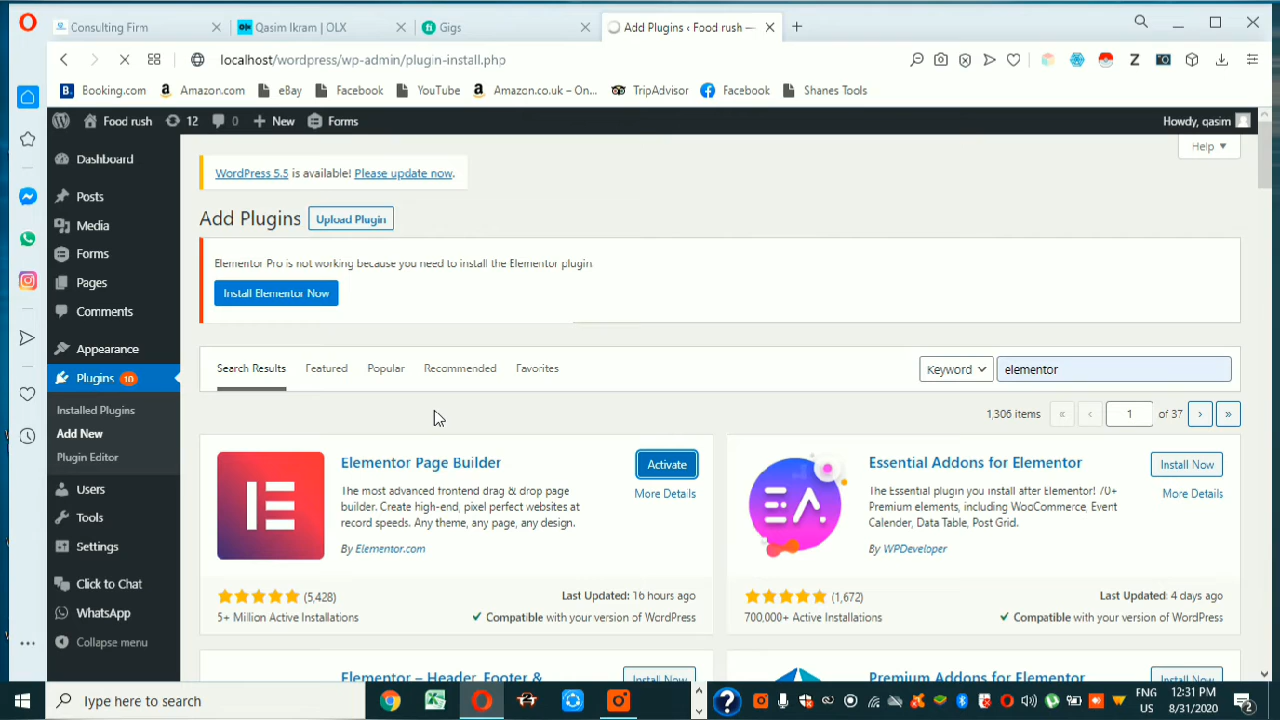 Consulting Firm
Qasim Ikram | OLX
Gigs
Add Plugins ‹ Food rush —
localhost/wordpress/wp-admin/plugin-install.php
Booking.com
Amazon.com
eBay
Facebook
YouTube
Amazon.co.uk – On...
TripAdvisor
Facebook
Shanes Tools
Food rush
12
0
New
Forms
Howdy, qasim
Dashboard
Posts
Media
Forms
Pages
Comments
Appearance
Plugins 10
Installed Plugins
Add New
Plugin Editor
Users
Tools
Settings
Click to Chat
WhatsApp
Collapse menu
Help
WordPress 5.5 is available! Please update now.
Add Plugins
Upload Plugin
Elementor Pro is not working because you need to install the Elementor plugin.
Install Elementor Now
Search Results
Featured
Popular
Recommended
Favorites
Keyword
elementor
1,306 items « ‹ 1 of 37 › »
Elementor Page Builder
Activate
More Details
The most advanced frontend drag & drop page
builder. Create high-end, pixel perfect websites at
record speeds. Any theme, any page, any design.
By Elementor.com
(5,428)
5+ Million Active Installations
Last Updated: 16 hours ago
Compatible with your version of WordPress
Essential Addons for Elementor
Install Now
More Details
The Essential plugin you install after Elementor! 70+
Premium elements, including WooCommerce, Event
Calender, Data Table, Post Grid.
By WPDeveloper
(1,672)
700,000+ Active Installations
Last Updated: 4 days ago
Compatible with your version of WordPress
Elementor – Header, Footer &
Install Now
Premium Addons for Elementor
Install Now
Type here to search
ENG
US
12:31 PM
8/31/2020
2